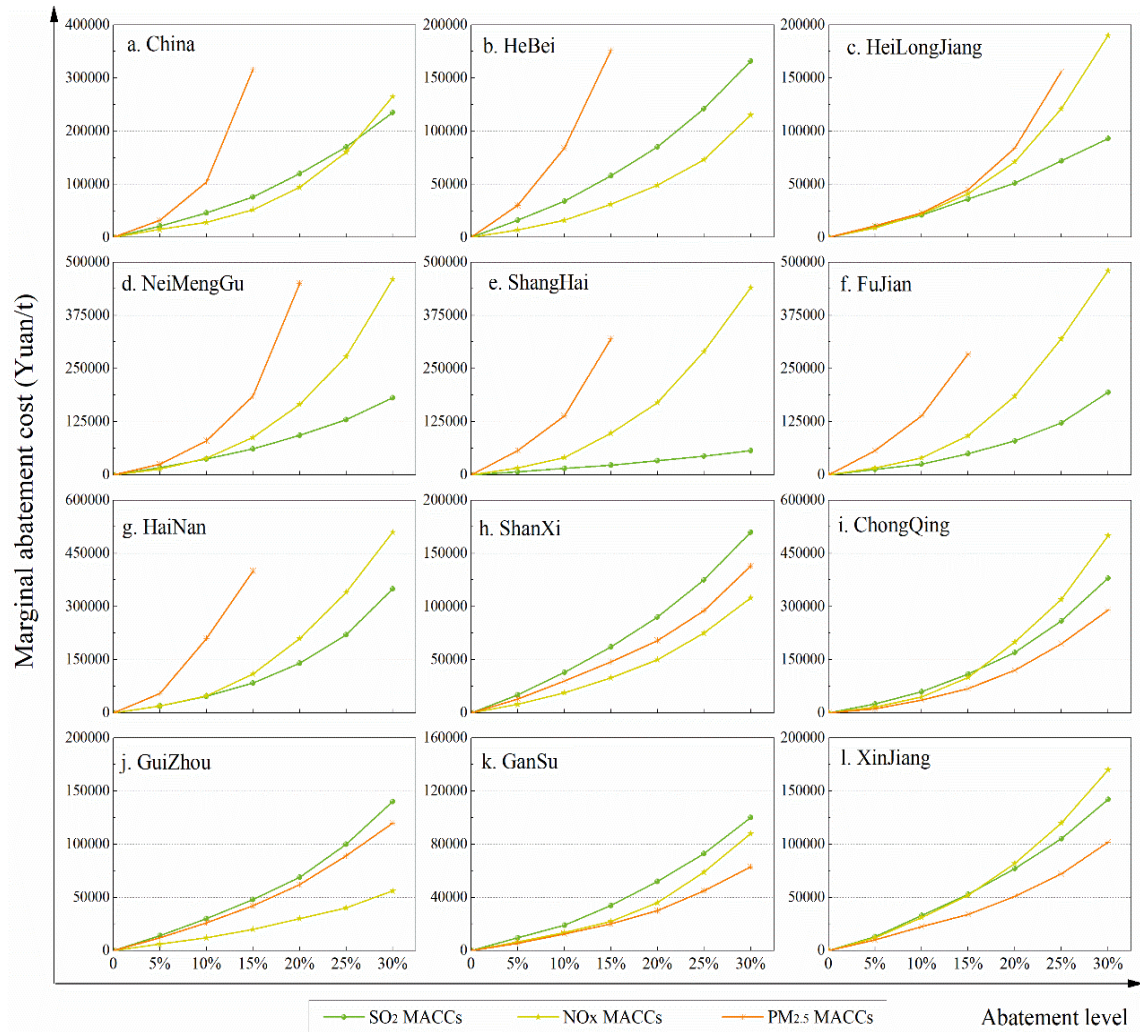 Marginal abatement cost (Yuan/t)
400000 200000 200000
a. China b. HeBei c. HeiLongJiang
300000 150000 150000
200000 100000 100000
100000 50000 50000
0 0 0
500000 500000 500000
d. NeiMengGu e. ShangHai f. FuJian
375000 375000 375000
250000 250000 250000
125000 125000 125000
0 0 0
600000 200000 600000
g. HaiNan h. ShanXi i. ChongQing
450000 150000 450000
300000 100000 300000
150000 50000 150000
0 0 0
200000 160000 200000
j. GuiZhou k. GanSu l. XinJiang
150000 120000 150000
100000 80000 100000
50000 40000 50000
0 0 0
0 5% 10% 15% 20% 25% 30% 0 5% 10% 15% 20% 25% 30% 0 5% 10% 15% 20% 25% 30%
SO2 MACCs NOx MACCs PM2.5 MACCs
Abatement level